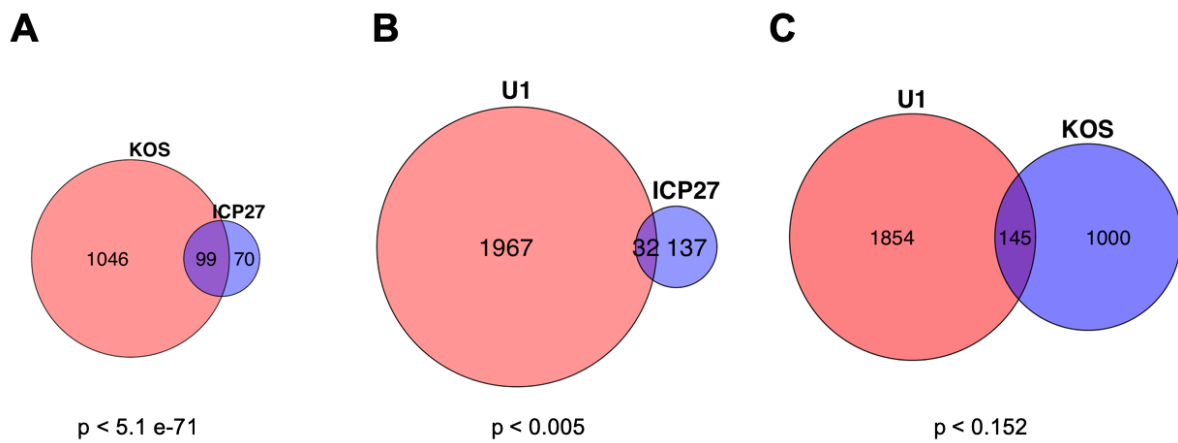 A
KOS
ICP27
1046
99
70
p < 5.1 e-71
B
U1
ICP27
1967
32
137
p < 0.005
C
U1
KOS
1854
145
1000
p < 0.152